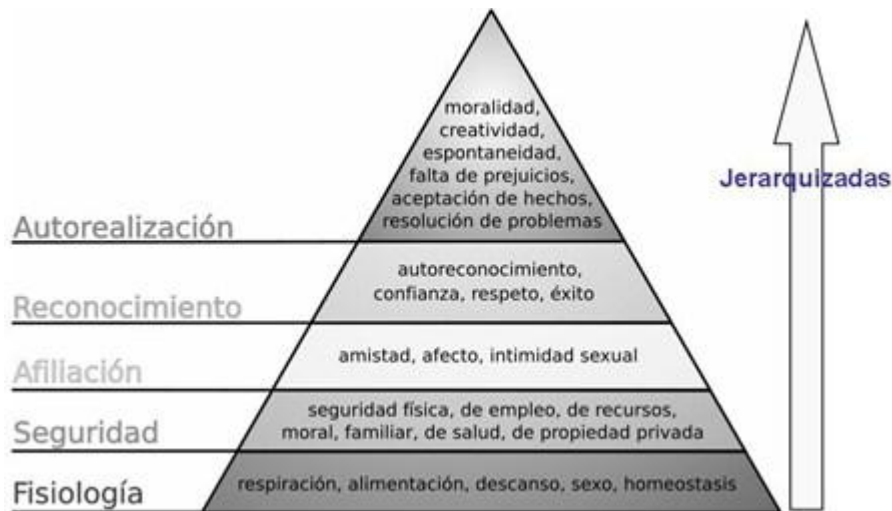 moralidad,
creatividad,
espontaneidad,
falta de prejuicios,
aceptación de hechos,
resolución de problemas
Autorealización
autoreconocimiento,
confianza, respeto, éxito
Reconocimiento
amistad, afecto, intimidad sexual
Afiliación
seguridad física, de empleo, de recursos,
moral, familiar, de salud, de propiedad privada
Seguridad
respiración, alimentación, descanso, sexo, homeostasis
Fisiología
Jerarquizadas